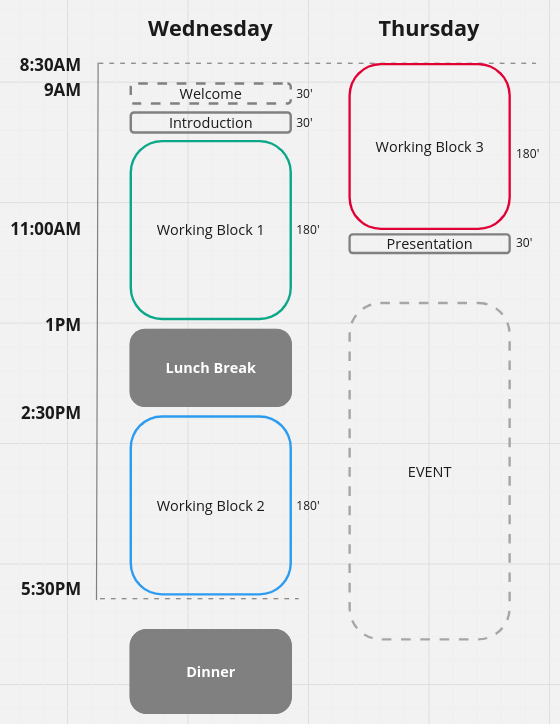 Wednesday
Thursday
8:30AM
9AM
Welcome
30'
Introduction
30'
Working Block 3
180'
11:00AM
Working Block 1
180'
Presentation
30'
1PM
Lunch Break
2:30PM
EVENT
Working Block 2
180'
5:30PM
Dinner